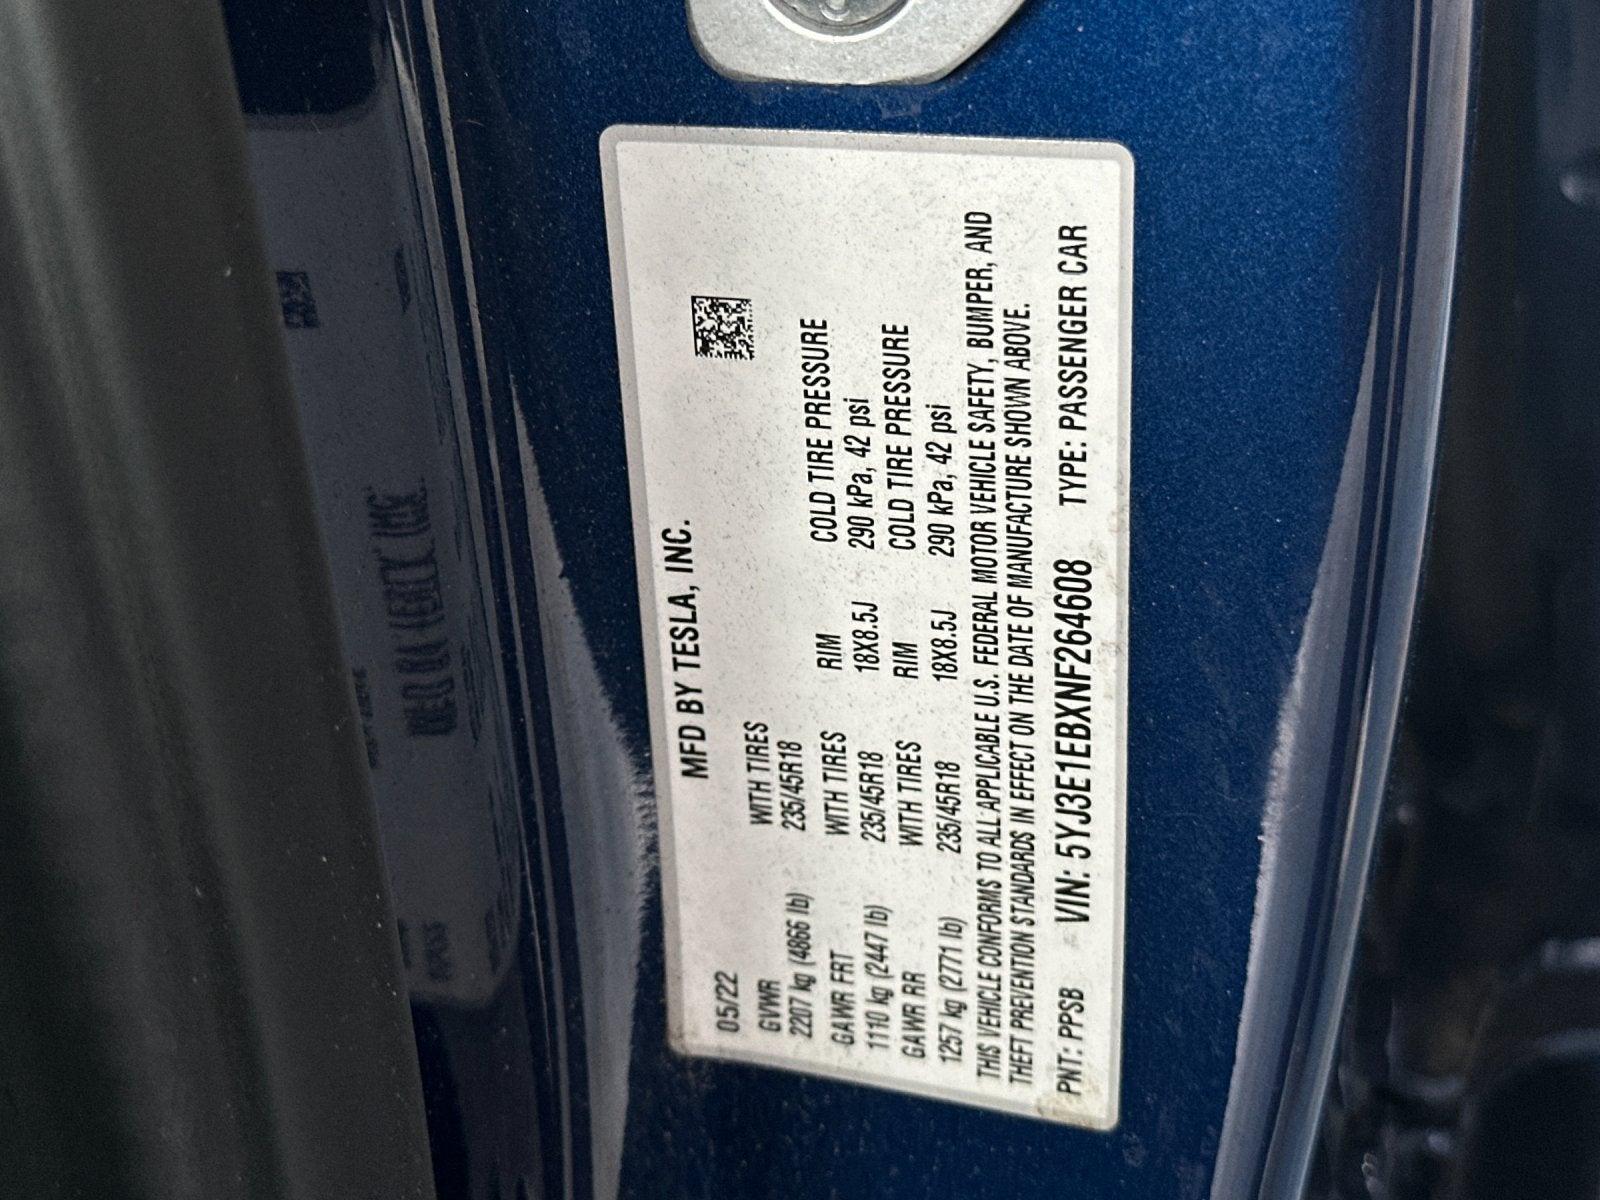 MFD BY TESLA, INC.
05/22
GVWR WITH TIRES
2207 kg (4866 lb) 235/45R18
GAWR FRT WITH TIRES RIM COLD TIRE PRESSURE
1110 kg (2447 lb) 235/45R18 18X8.5J 290 kPa, 42 psi
GAWR RR WITH TIRES RIM COLD TIRE PRESSURE
1257 kg (2771 lb) 235/45R18 18X8.5J 290 kPa, 42 psi
THIS VEHICLE CONFORMS TO ALL APPLICABLE U.S. FEDERAL MOTOR VEHICLE SAFETY, BUMPER, AND
THEFT PREVENTION STANDARDS IN EFFECT ON THE DATE OF MANUFACTURE SHOWN ABOVE.
PNT: PPSB VIN: 5YJ3E1EBXNF264608 TYPE: PASSENGER CAR